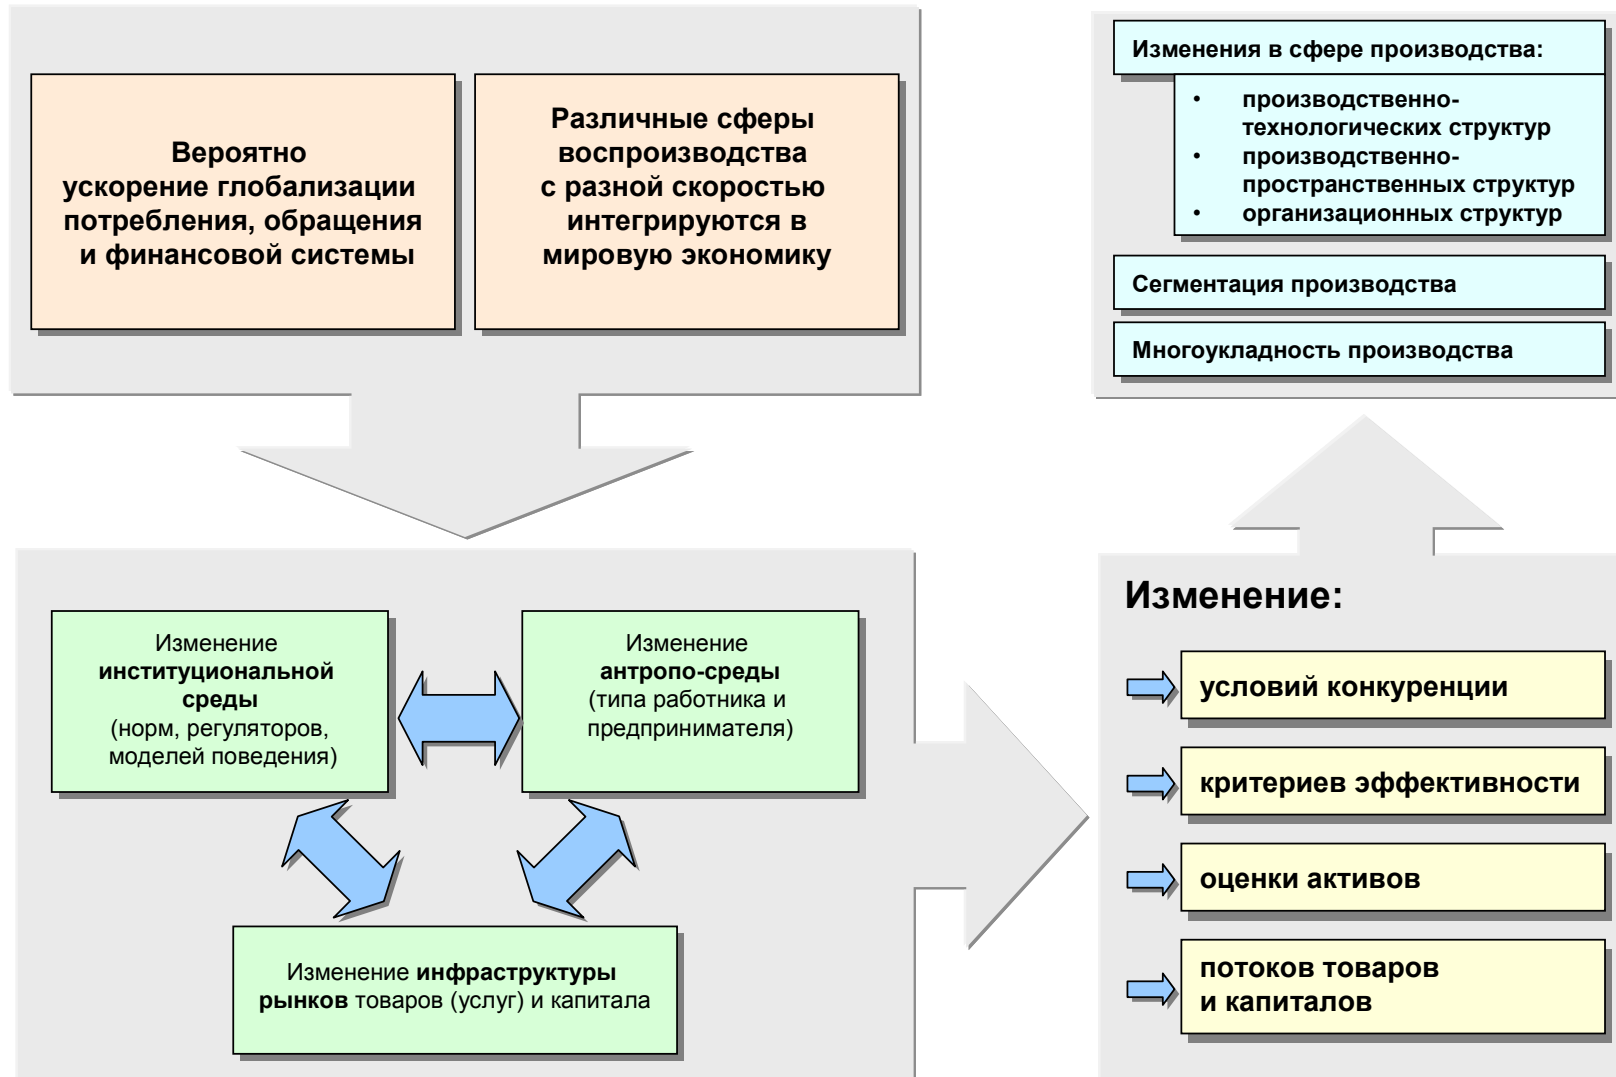 Вероятно
ускорение глобализации
потребления, обращения
и финансовой системы
Различные сферы
воспроизводства
с разной скоростью
интегрируются в
мировую экономику
Изменение
институциональной
среды
(норм, регуляторов,
моделей поведения)
Изменение
антропо-среды
(типа работника и
предпринимателя)
Изменение инфраструктуры
рынков товаров (услуг) и капитала
Изменение:
условий конкуренции
критериев эффективности
оценки активов
потоков товаров
и капиталов
Изменения в сфере производства:
• производственно-
технологических структур
• производственно-
пространственных структур
• организационных структур
Сегментация производства
Многоукладность производства